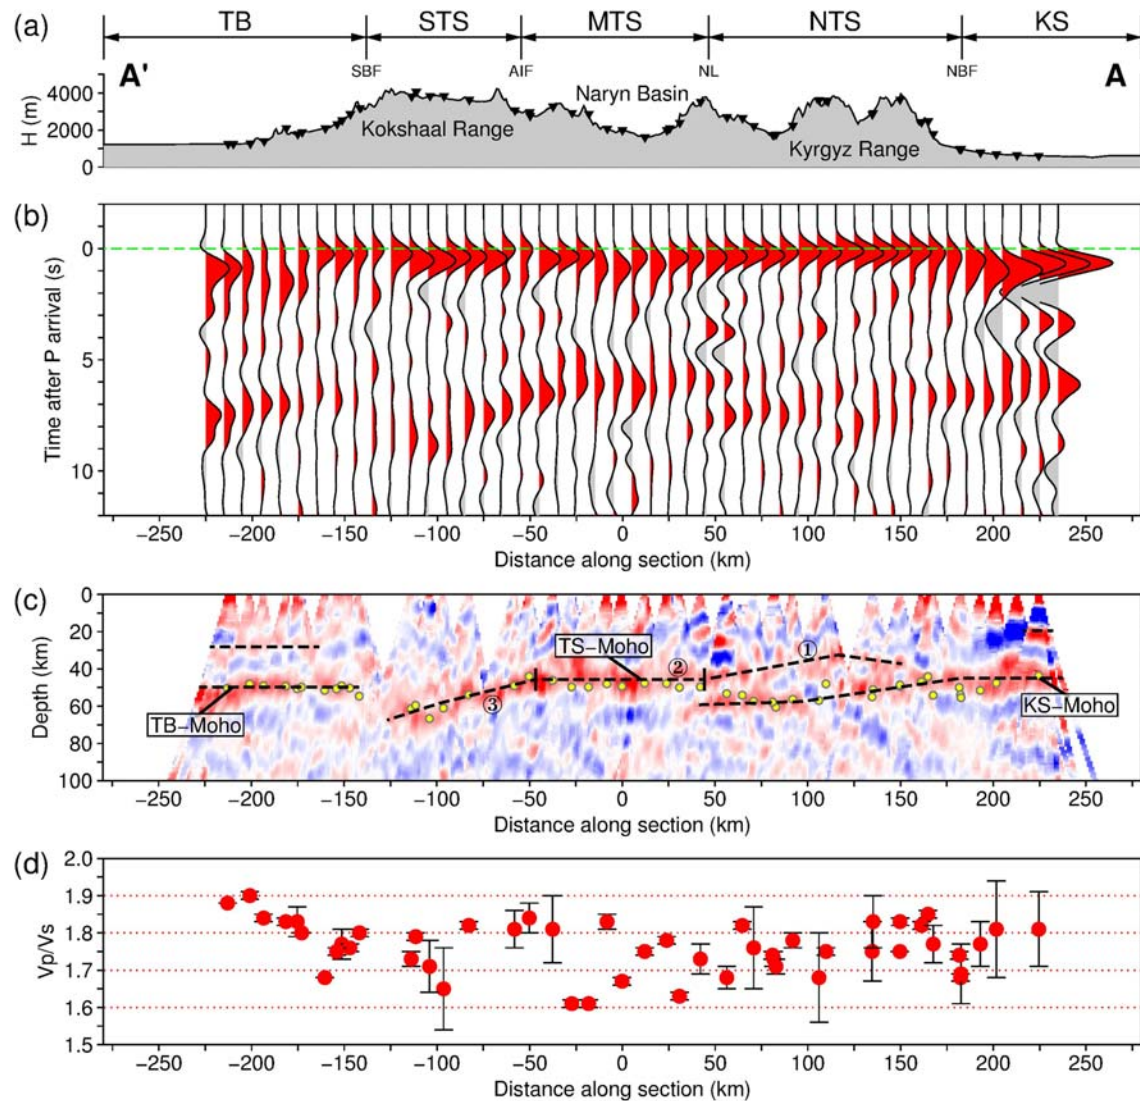 (a)
TB STS MTS NTS KS
SBF AIF NL NBF
A' A
H (m)
4000
2000
0
Naryn Basin
Kokshaal Range
Kyrgyz Range
(b)
Time after P arrival (s)
0
5
10
−250 −200 −150 −100 −50 0 50 100 150 200 250
Distance along section (km)
(c)
Depth (km)
0
20
40
60
80
100
TS−Moho
①
②
③
TB−Moho
KS−Moho
−250 −200 −150 −100 −50 0 50 100 150 200 250
Distance along section (km)
(d)
Vp/Vs
2.0
1.9
1.8
1.7
1.6
1.5
−250 −200 −150 −100 −50 0 50 100 150 200 250
Distance along section (km)